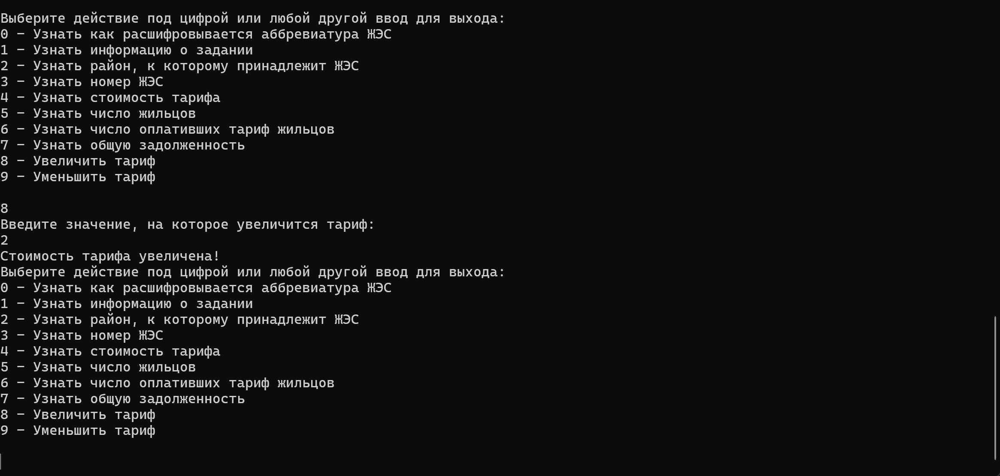 Выберите действие под цифрой или любой другой ввод для выхода:
0 - Узнать как расшифровывается аббревиатура ЖЭС
1 - Узнать информацию о задании
2 - Узнать район, к которому принадлежит ЖЭС
3 - Узнать номер ЖЭС
4 - Узнать стоимость тарифа
5 - Узнать число жильцов
6 - Узнать число оплативших тариф жильцов
7 - Узнать общую задолженность
8 - Увеличить тариф
9 - Уменьшить тариф
8
Введите значение, на которое увеличится тариф:
2
Стоимость тарифа увеличена!
Выберите действие под цифрой или любой другой ввод для выхода:
0 - Узнать как расшифровывается аббревиатура ЖЭС
1 - Узнать информацию о задании
2 - Узнать район, к которому принадлежит ЖЭС
3 - Узнать номер ЖЭС
4 - Узнать стоимость тарифа
5 - Узнать число жильцов
6 - Узнать число оплативших тариф жильцов
7 - Узнать общую задолженность
8 - Увеличить тариф
9 - Уменьшить тариф